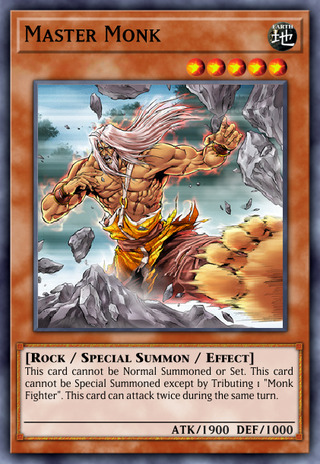 Master Monk
EARTH
地
[Rock / Special Summon / Effect]
This card cannot be Normal Summoned or Set. This card
cannot be Special Summoned except by Tributing 1 "Monk
Fighter". This card can attack twice during the same turn.
ATK/1900 DEF/1000